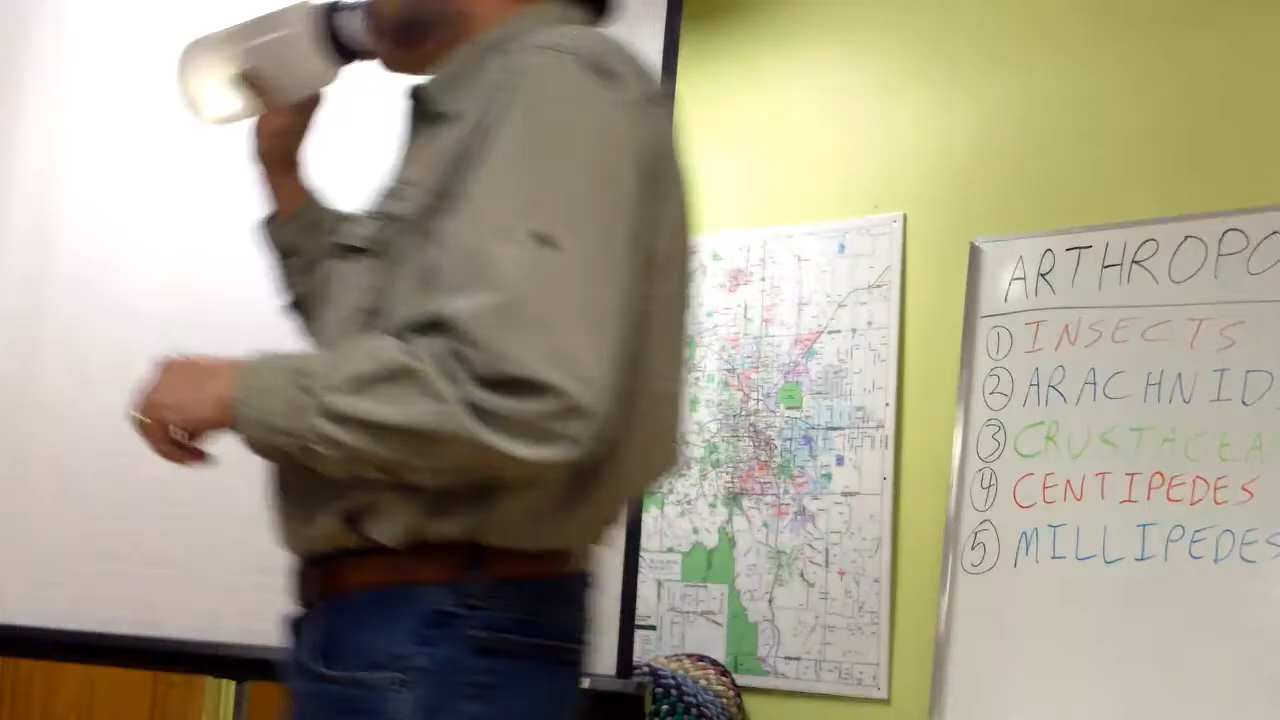 ARTHROPO
① INSECTS
② ARACHNID
③ CRUSTACEA
④ CENTIPEDES
⑤ MILLIPEDES